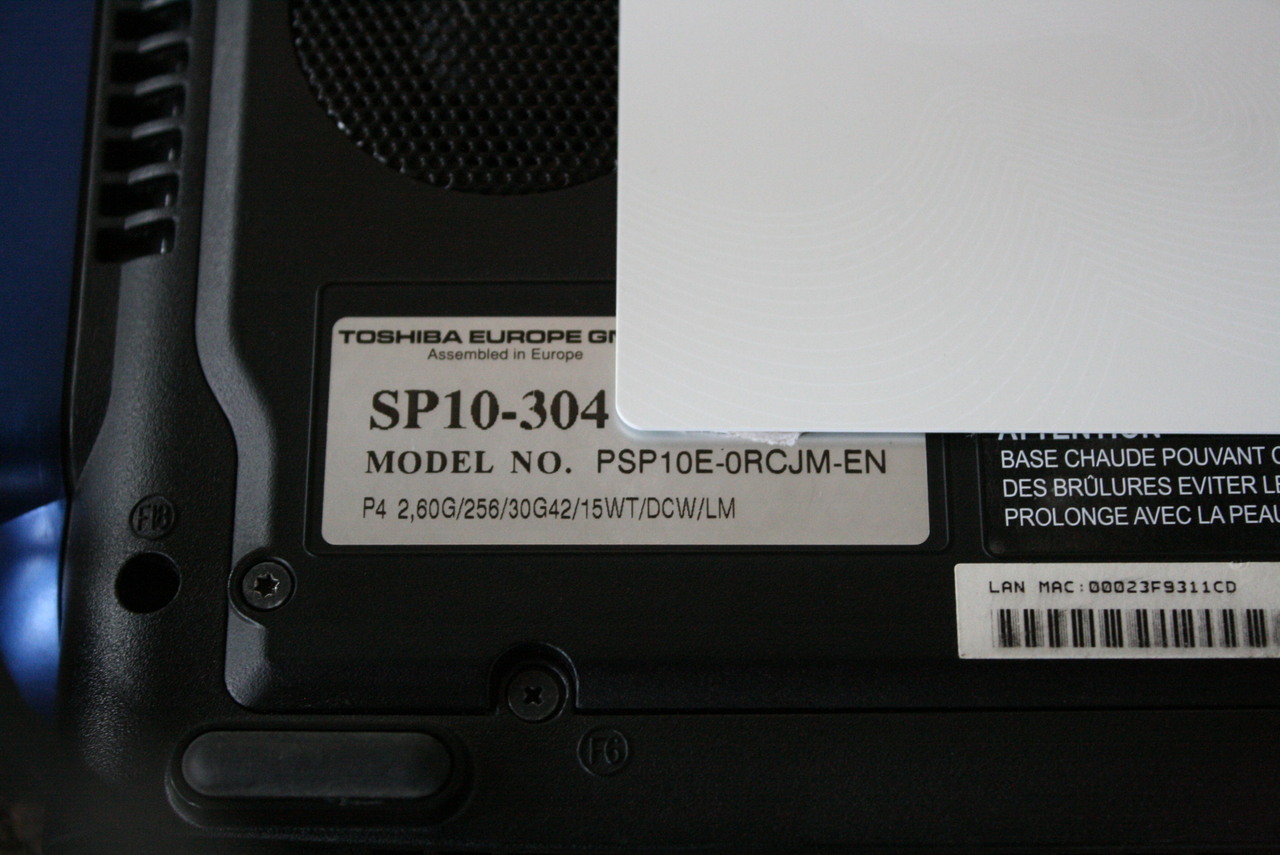 TOSHIBA EUROPE
Assembled in Europe
SP10-304
MODEL NO. PSP10E-0RCJM-EN
P4 2,60G/256/30G42/15WT/DCW/LM
F18
F6
ATTENTION
BASE CHAUDE POUVANT
DES BRÛLURES EVITER
PROLONGE AVEC LA PEAU
LAN MAC:00023F9311CD